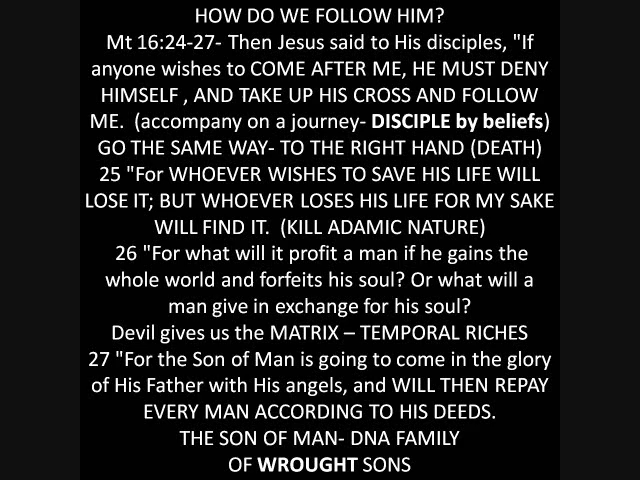 HOW DO WE FOLLOW HIM?
Mt 16:24-27- Then Jesus said to His disciples, "If
anyone wishes to COME AFTER ME, HE MUST DENY
HIMSELF , AND TAKE UP HIS CROSS AND FOLLOW
ME.  (accompany on a journey- DISCIPLE by beliefs)
GO THE SAME WAY- TO THE RIGHT HAND (DEATH)
25 "For WHOEVER WISHES TO SAVE HIS LIFE WILL
LOSE IT; BUT WHOEVER LOSES HIS LIFE FOR MY SAKE
WILL FIND IT.  (KILL ADAMIC NATURE)
26 "For what will it profit a man if he gains the
whole world and forfeits his soul? Or what will a
man give in exchange for his soul?
Devil gives us the MATRIX – TEMPORAL RICHES
27 "For the Son of Man is going to come in the glory
of His Father with His angels, and WILL THEN REPAY
EVERY MAN ACCORDING TO HIS DEEDS.
THE SON OF MAN- DNA FAMILY
OF WROUGHT SONS